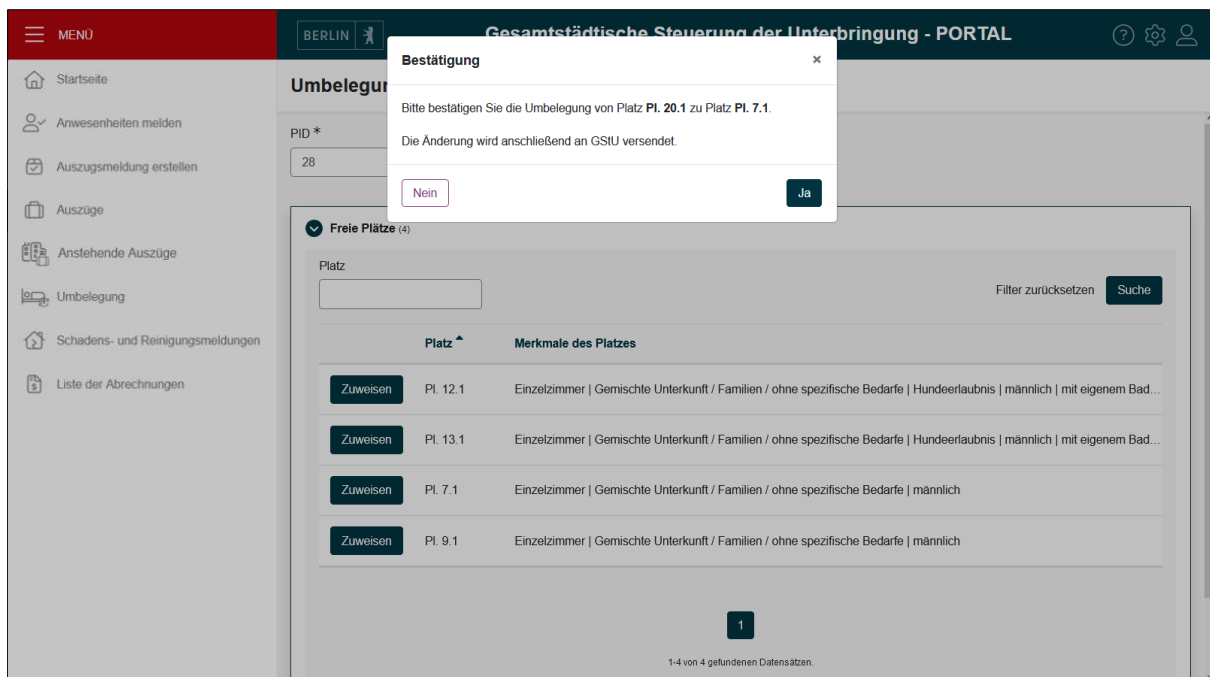 MENÜ
BERLIN
Gesamtstädtische Steuerung der Unterbringung - PORTAL
Startseite
Anwesenheiten melden
Auszugsmeldung erstellen
Auszüge
Anstehende Auszüge
Umbelegung
Schadens- und Reinigungsmeldungen
Liste der Abrechnungen
Bestätigung ×
Bitte bestätigen Sie die Umbelegung von Platz Pl. 20.1 zu Platz Pl. 7.1.
Die Änderung wird anschließend an GStU versendet.
Nein Ja
PID *
28
Freie Plätze (4)
Platz
Filter zurücksetzen Suche
Platz Merkmale des Platzes
Zuweisen Pl. 12.1 Einzelzimmer | Gemischte Unterkunft / Familien / ohne spezifische Bedarfe | Hundeerlaubnis | männlich | mit eigenem Bad...
Zuweisen Pl. 13.1 Einzelzimmer | Gemischte Unterkunft / Familien / ohne spezifische Bedarfe | Hundeerlaubnis | männlich | mit eigenem Bad...
Zuweisen Pl. 7.1 Einzelzimmer | Gemischte Unterkunft / Familien / ohne spezifische Bedarfe | männlich
Zuweisen Pl. 9.1 Einzelzimmer | Gemischte Unterkunft / Familien / ohne spezifische Bedarfe | männlich
1
1-4 von 4 gefundenen Datensätzen.